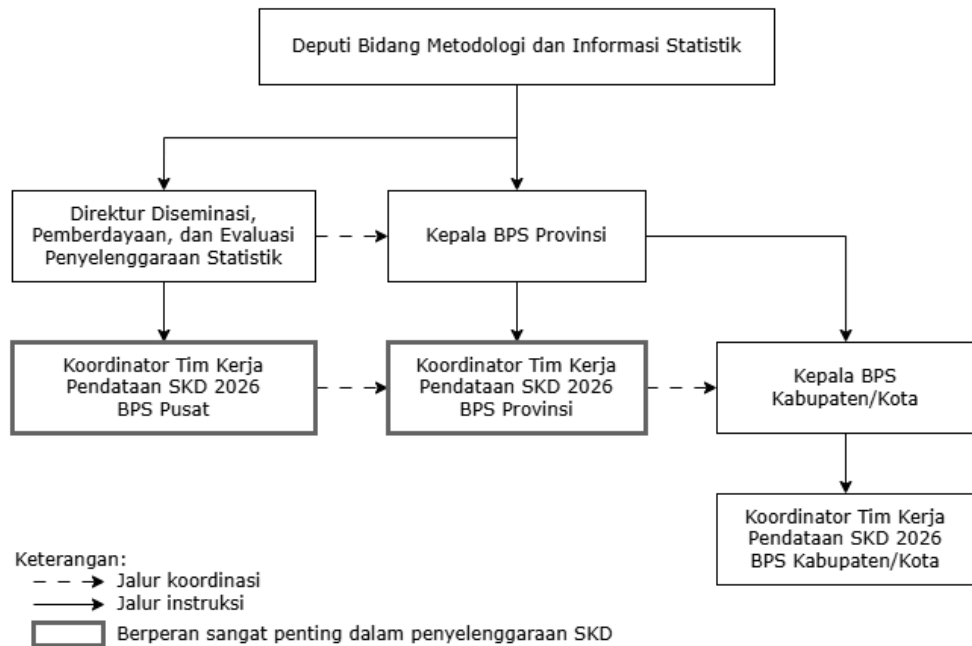 Deputi Bidang Metodologi dan Informasi Statistik
Direktur Diseminasi,
Pemberdayaan, dan Evaluasi
Penyelenggaraan Statistik
Kepala BPS Provinsi
Koordinator Tim Kerja
Pendataan SKD 2026
BPS Pusat
Koordinator Tim Kerja
Pendataan SKD 2026
BPS Provinsi
Kepala BPS
Kabupaten/Kota
Koordinator Tim Kerja
Pendataan SKD 2026
BPS Kabupaten/Kota
Keterangan:
Jalur koordinasi
Jalur instruksi
Berperan sangat penting dalam penyelenggaraan SKD